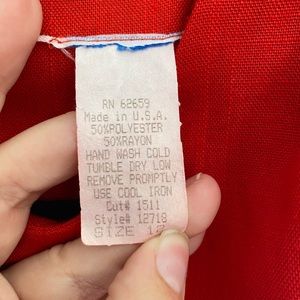 RN 62659
Made in U.S.A.
50%POLYESTER
50%RAYON
HAND WASH COLD
TUMBLE DRY LOW
REMOVE PROMPTLY
USE COOL IRON
Cut# 1511
Style# 12718
SIZE